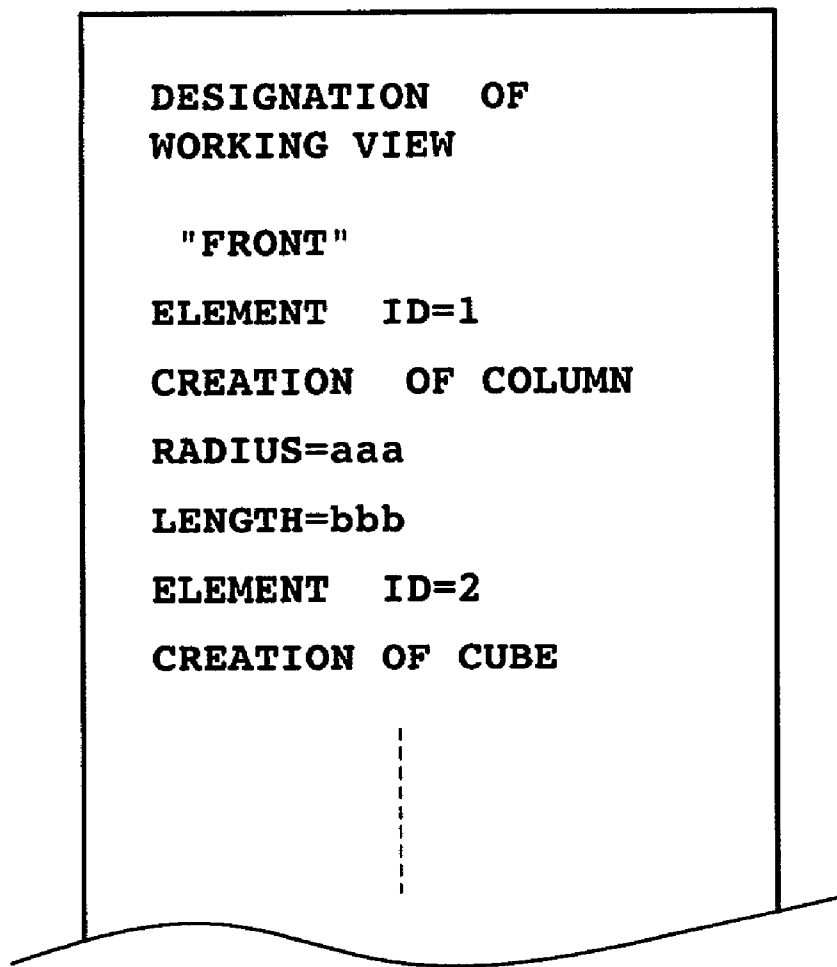 DESIGNATION OF
WORKING VIEW
"FRONT"
ELEMENT ID=1
CREATION OF COLUMN
RADIUS=aaa
LENGTH=bbb
ELEMENT ID=2
CREATION OF CUBE